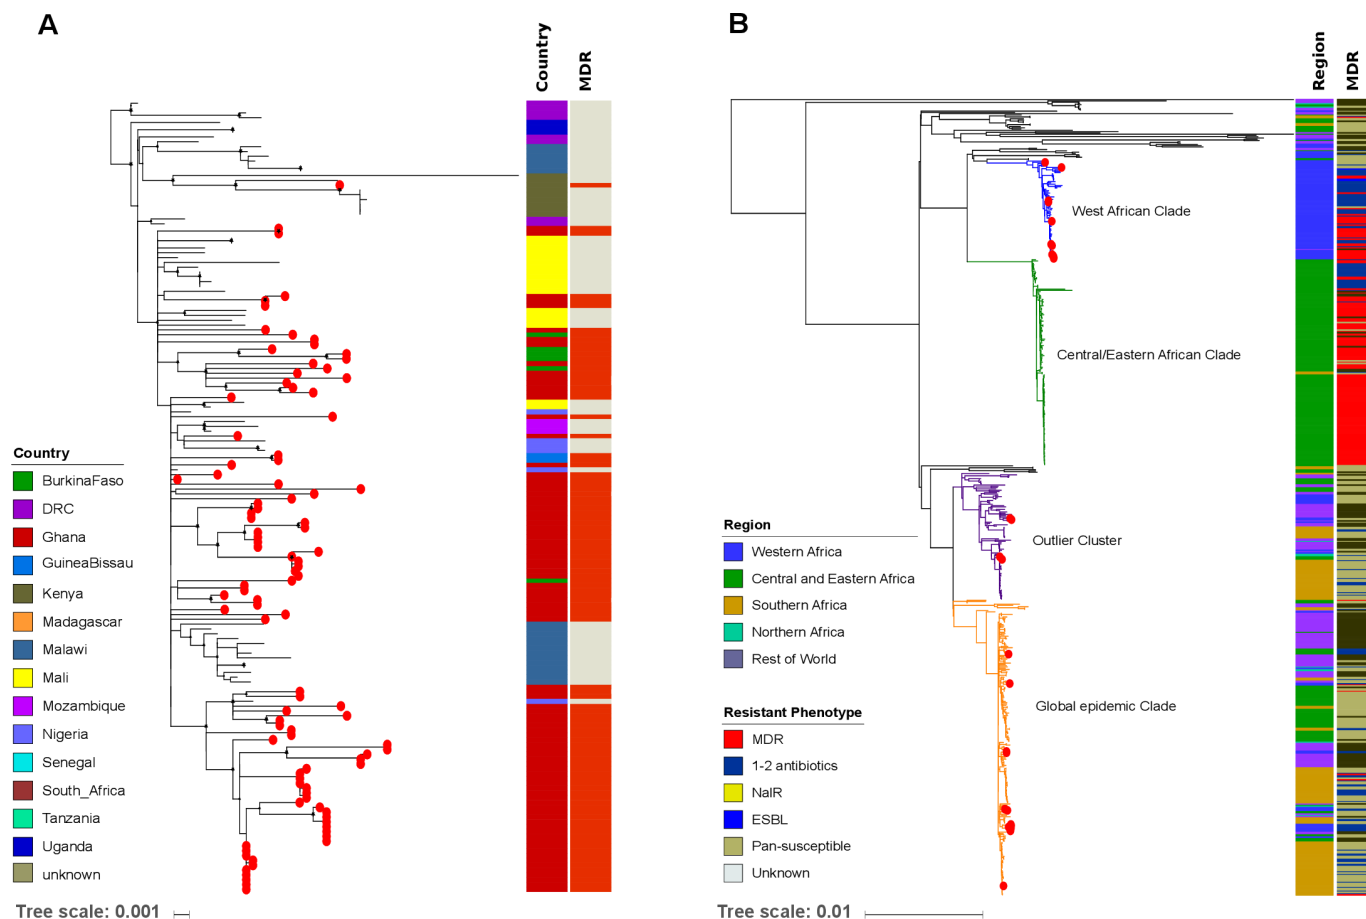 A
Country
MDR
Country
BurkinaFaso
DRC
Ghana
GuineaBissau
Kenya
Madagascar
Malawi
Mali
Mozambique
Nigeria
Senegal
South_Africa
Tanzania
Uganda
unknown
Tree scale: 0.001
B
Region
MDR
West African Clade
Central/Eastern African Clade
Outlier Cluster
Global epidemic Clade
Region
Western Africa
Central and Eastern Africa
Southern Africa
Northern Africa
Rest of World
Resistant Phenotype
MDR
1-2 antibiotics
NalR
ESBL
Pan-susceptible
Unknown
Tree scale: 0.01